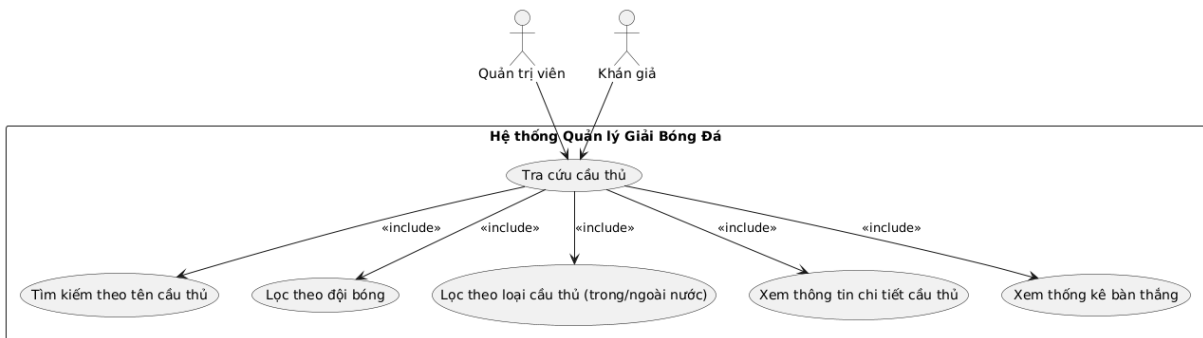 Quản trị viên
Khán giả
Hệ thống Quản lý Giải Bóng Đá
Tra cứu cầu thủ
«include»
«include»
«include»
«include»
«include»
Tìm kiếm theo tên cầu thủ
Lọc theo đội bóng
Lọc theo loại cầu thủ (trong/ngoài nước)
Xem thông tin chi tiết cầu thủ
Xem thống kê bàn thắng